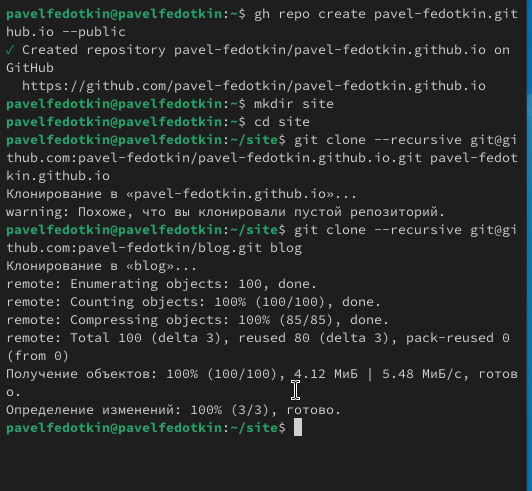 pavelfedotkin@pavelfedotkin:~$ gh repo create pavel-fedotkin.git
hub.io --public
✓ Created repository pavel-fedotkin/pavel-fedotkin.github.io on
GitHub
  https://github.com/pavel-fedotkin/pavel-fedotkin.github.io
pavelfedotkin@pavelfedotkin:~$ mkdir site
pavelfedotkin@pavelfedotkin:~$ cd site
pavelfedotkin@pavelfedotkin:~/site$ git clone --recursive git@gi
thub.com:pavel-fedotkin/pavel-fedotkin.github.io.git pavel-fedot
kin.github.io
Клонирование в «pavel-fedotkin.github.io»...
warning: Похоже, что вы клонировали пустой репозиторий.
pavelfedotkin@pavelfedotkin:~/site$ git clone --recursive git@gi
thub.com:pavel-fedotkin/blog.git blog
Клонирование в «blog»...
remote: Enumerating objects: 100, done.
remote: Counting objects: 100% (100/100), done.
remote: Compressing objects: 100% (85/85), done.
remote: Total 100 (delta 3), reused 80 (delta 3), pack-reused 0
(from 0)
Получение объектов: 100% (100/100), 4.12 МиБ | 5.48 МиБ/с, готов
о.
Определение изменений: 100% (3/3), готово.
pavelfedotkin@pavelfedotkin:~/site$